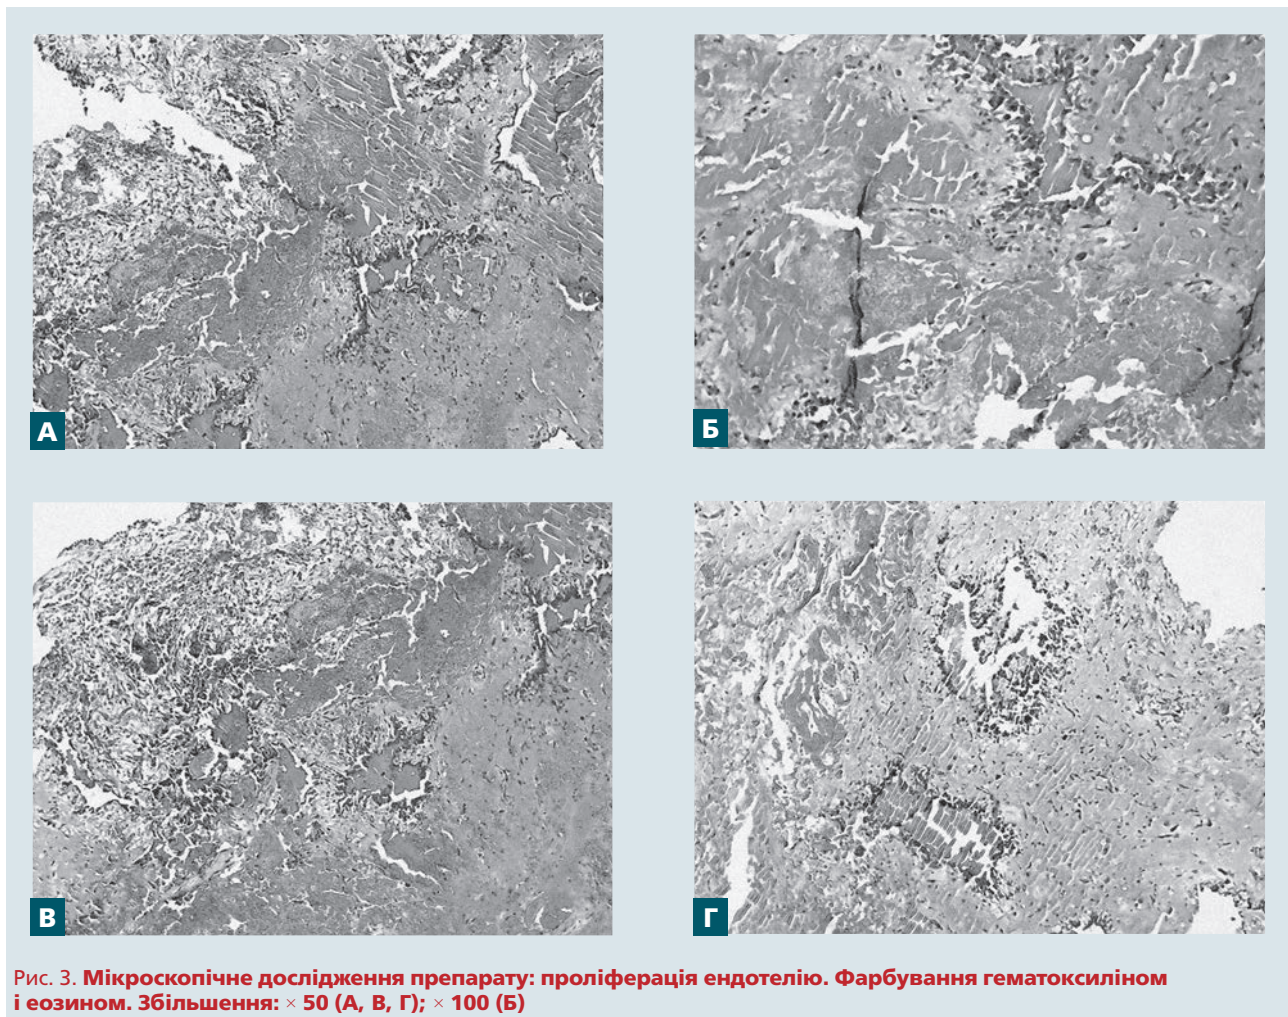 А
Б
В
Г
Рис. 3. Мікроскопічне дослідження препарату: проліферація ендотелію. Фарбування гематоксиліном
і еозином. Збільшення: × 50 (А, В, Г); × 100 (Б)